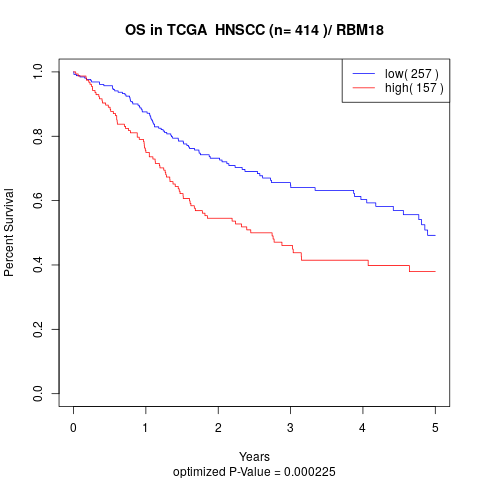 OS in TCGA  HNSCC (n= 414 )/ RBM18
low( 257 )
high( 157 )
Percent Survival
1.0
0.8
0.6
0.4
0.2
0.0
0 1 2 3 4 5
Years
optimized P-Value = 0.000225